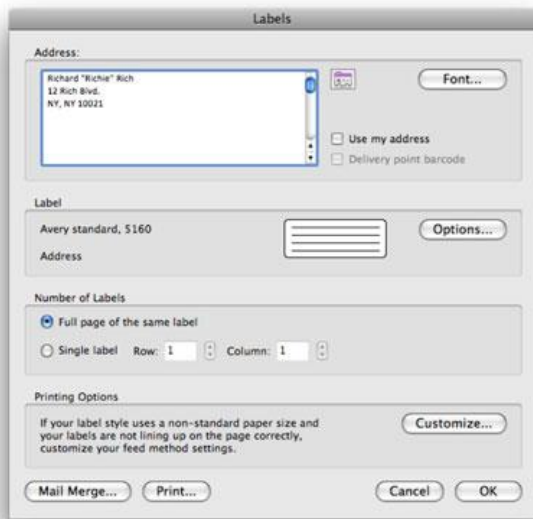 Labels
Address:
Richard "Richie" Rich
12 Rich Blvd.
NY, NY 10021
Font...
Use my address
Delivery point barcode
Label
Avery standard, 5160
Address
Options...
Number of Labels
Full page of the same label
Single label Row: 1 Column: 1
Printing Options
If your label style uses a non-standard paper size and
your labels are not lining up on the page correctly,
customize your feed method settings.
Customize...
Mail Merge... Print... Cancel OK